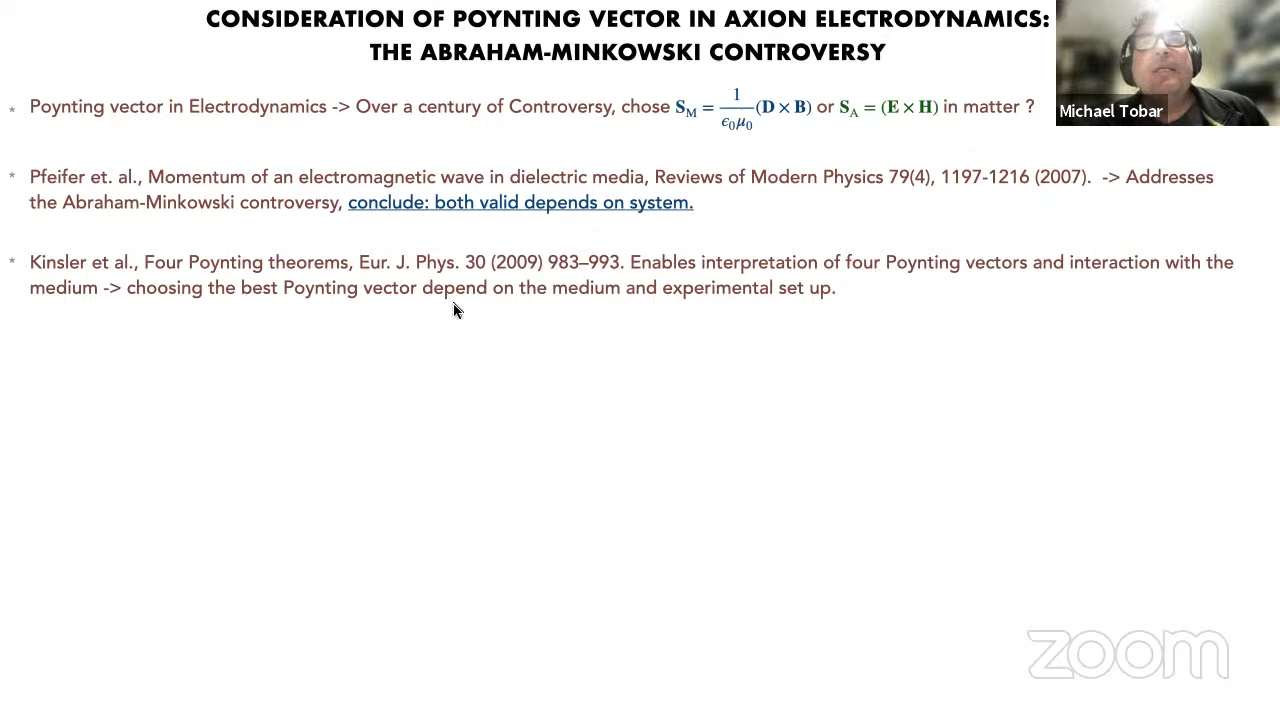 CONSIDERATION OF POYNTING VECTOR IN AXION ELECTRODYNAMICS:
THE ABRAHAM-MINKOWSKI CONTROVERSY
* Poynting vector in Electrodynamics -> Over a century of Controversy, chose S_M = 1/(ϵ₀μ₀) (D × B) or S_A = (E × H) in matter ?
Michael Tobar
* Pfeifer et. al., Momentum of an electromagnetic wave in dielectric media, Reviews of Modern Physics 79(4), 1197-1216 (2007). -> Addresses
the Abraham-Minkowski controversy, conclude: both valid depends on system.
* Kinsler et al., Four Poynting theorems, Eur. J. Phys. 30 (2009) 983–993. Enables interpretation of four Poynting vectors and interaction with the
medium -> choosing the best Poynting vector depend on the medium and experimental set up.
zoom